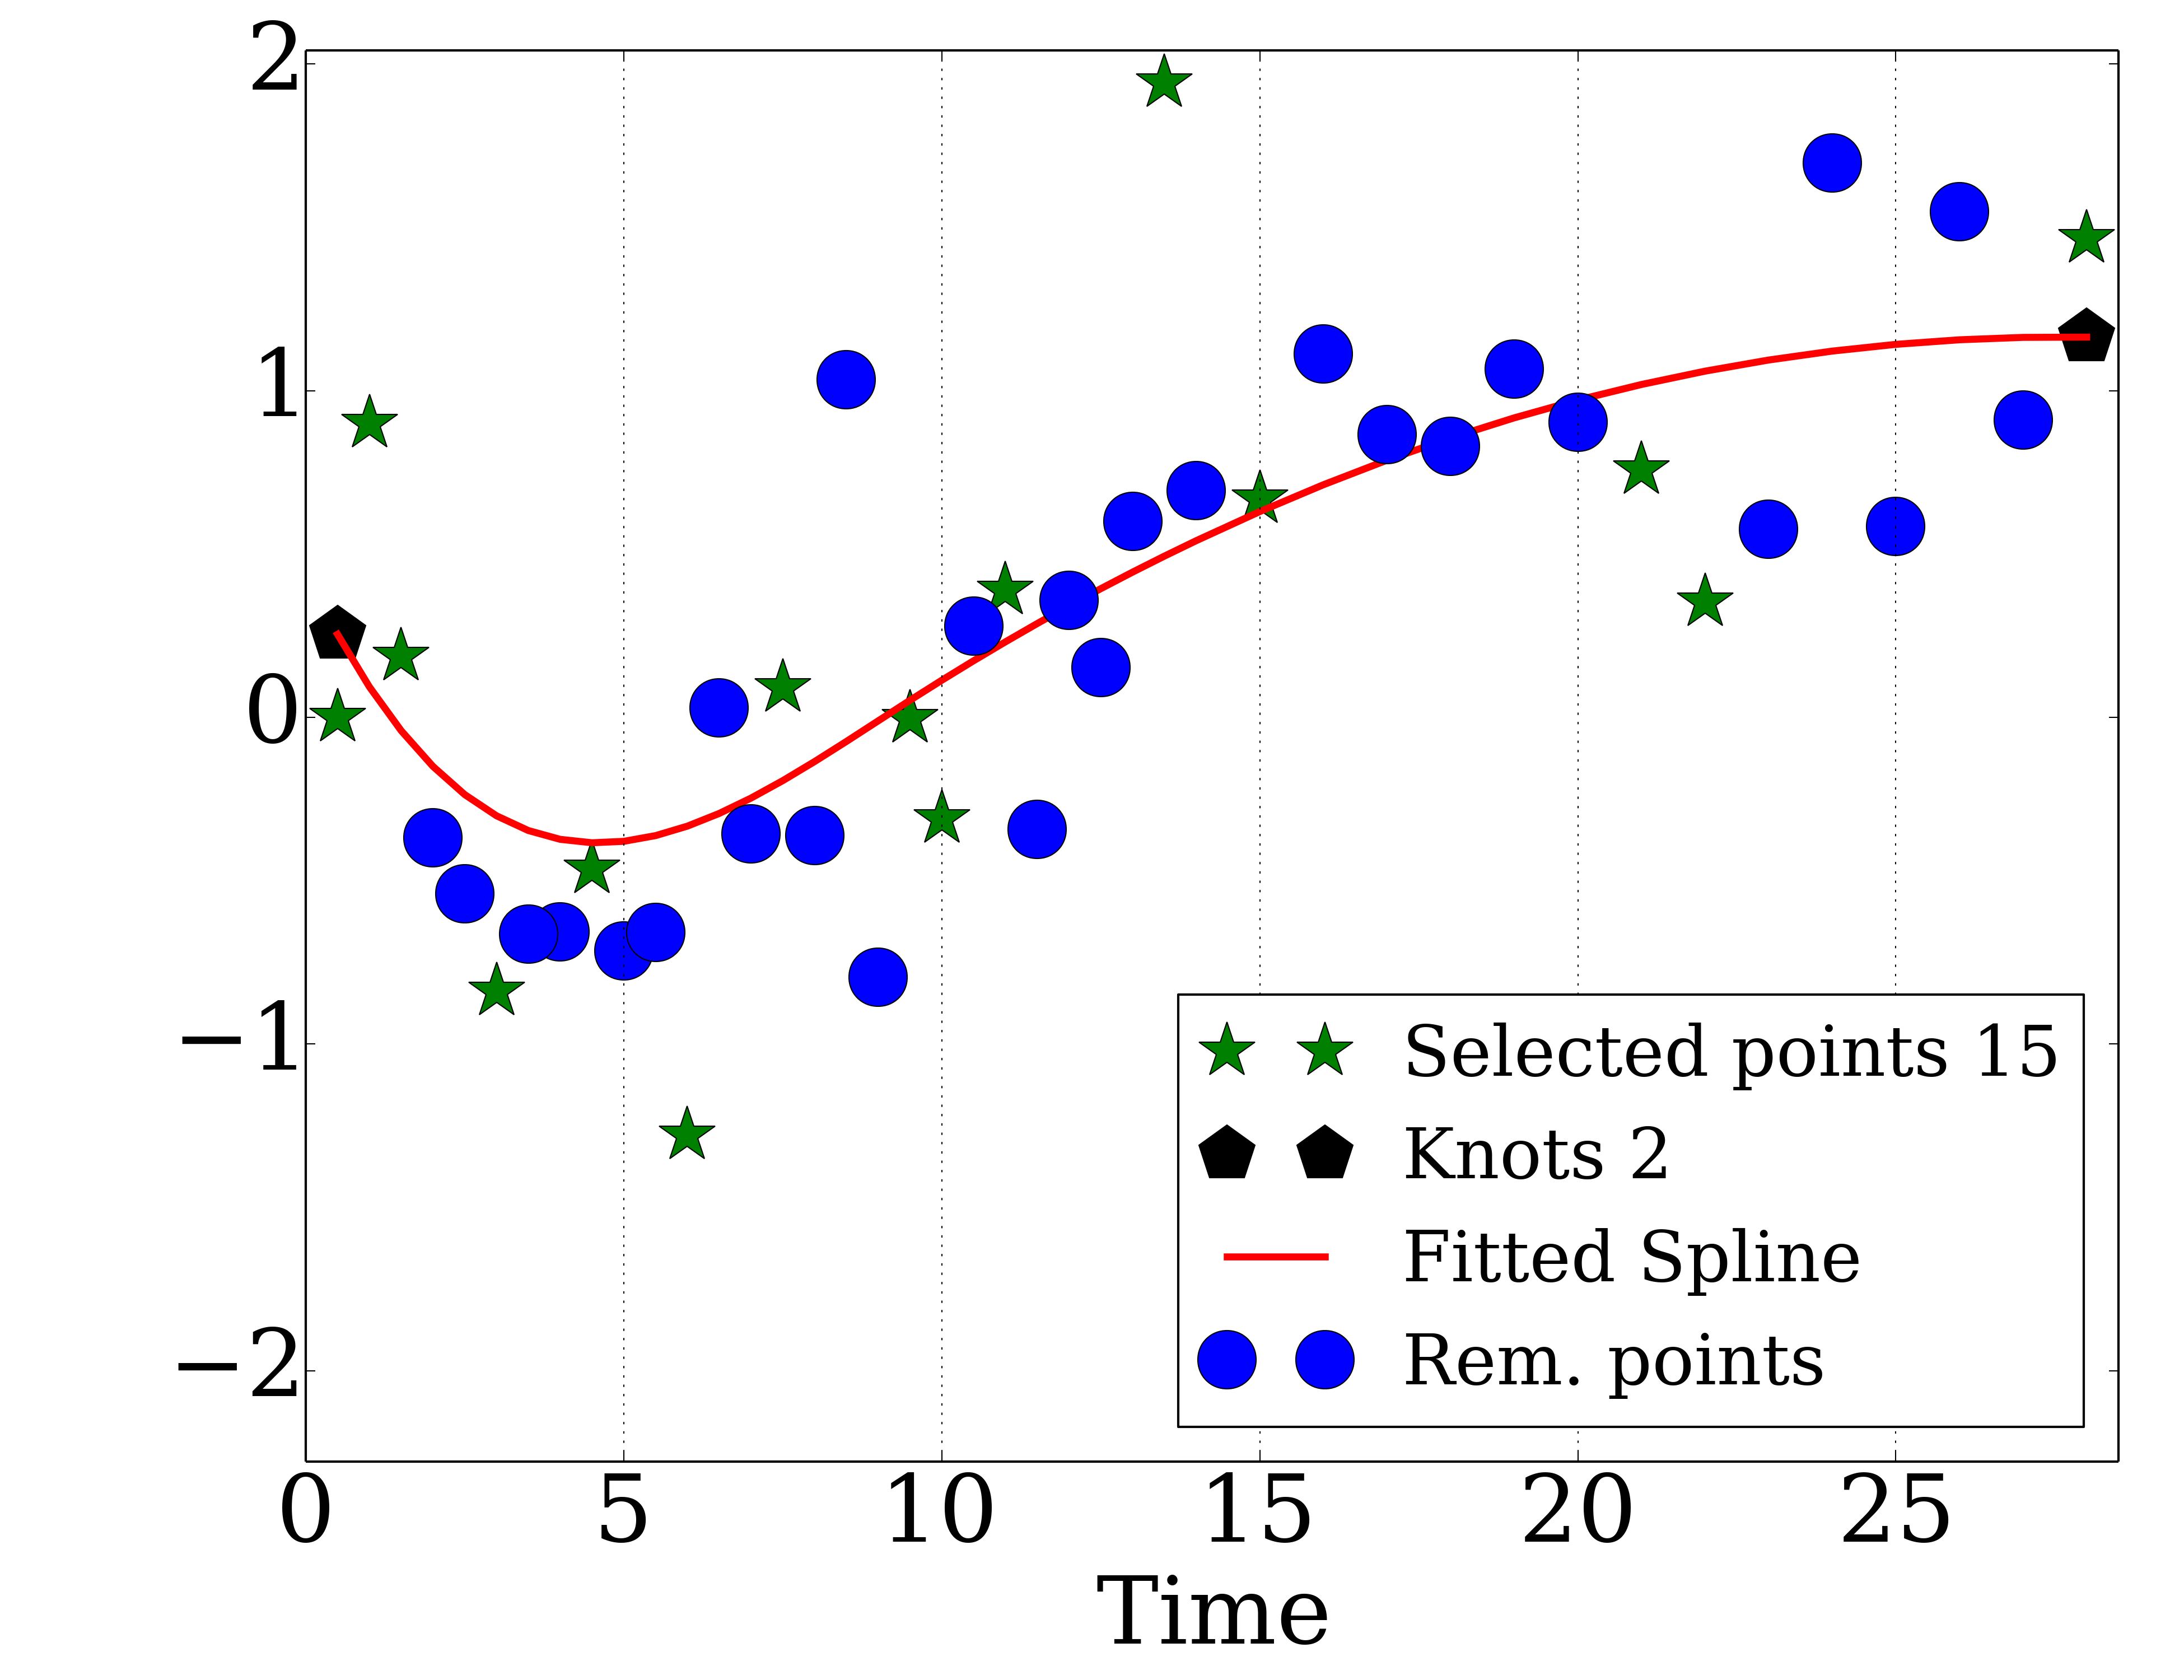 2
1
0
−1
−2
Selected points 15
Knots 2
Fitted Spline
Rem. points
0 5 10 15 20 25
Time